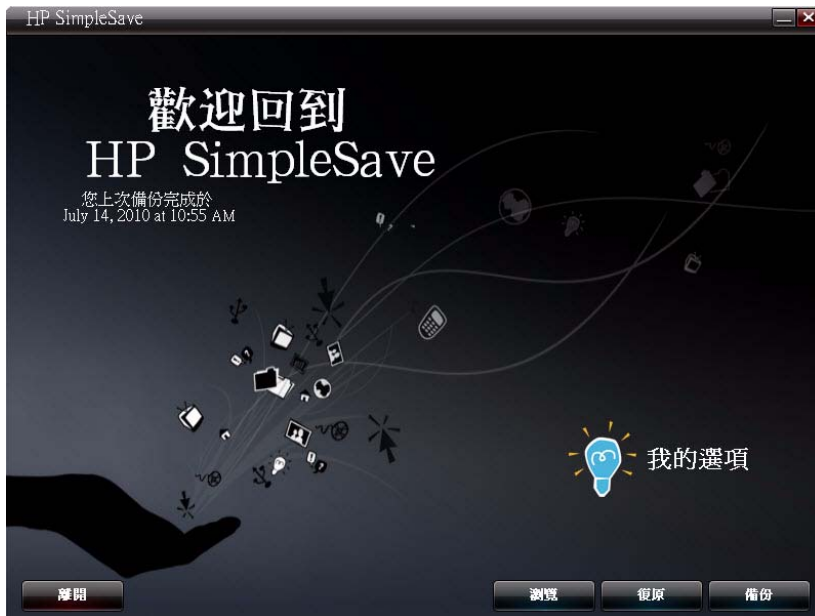 HP SimpleSave
歡迎回到
HP SimpleSave
您上次備份完成於
July 14, 2010 at 10:55 AM
我的選項
離開
瀏覽
復原
備份